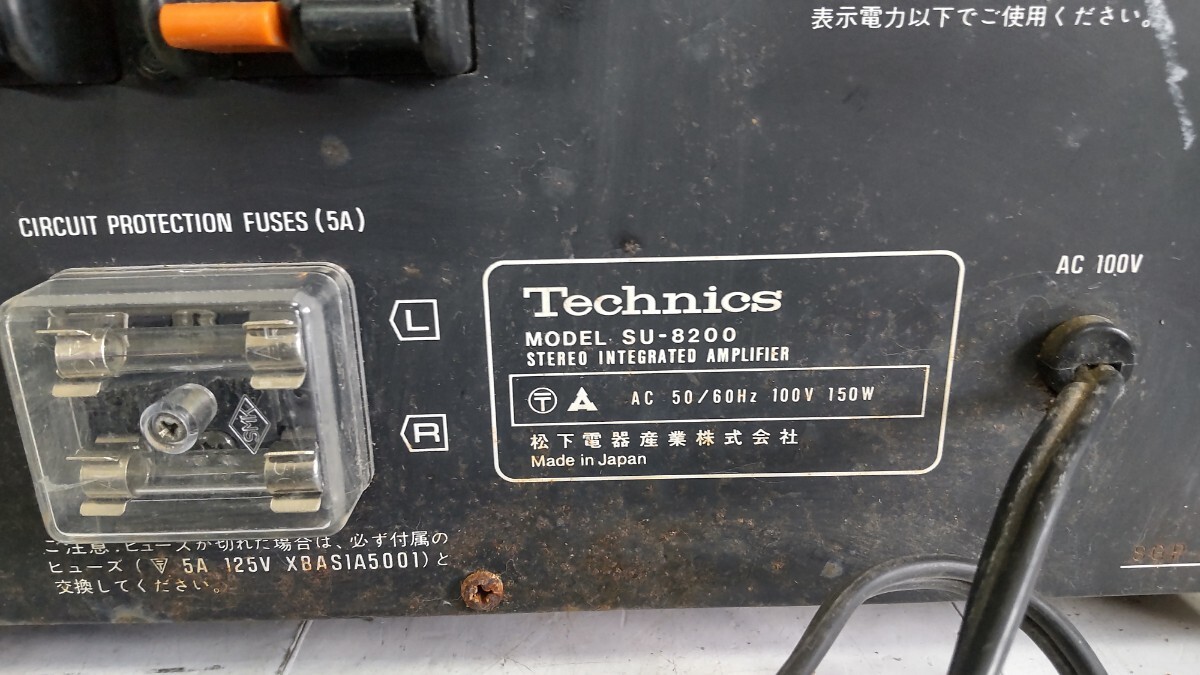 表示電力以下でご使用ください。
CIRCUIT PROTECTION FUSES (5A)
AC 100V
L
Technics
MODEL SU-8200
STEREO INTEGRATED AMPLIFIER
〒 AC 50/60Hz 100V 150W
R
松下電器産業株式会社
Made in Japan
ご注意:ヒューズが切れた場合は、必ず付属の
ヒューズ ( 5A 125V XBAS1A5001)と
交換してください。